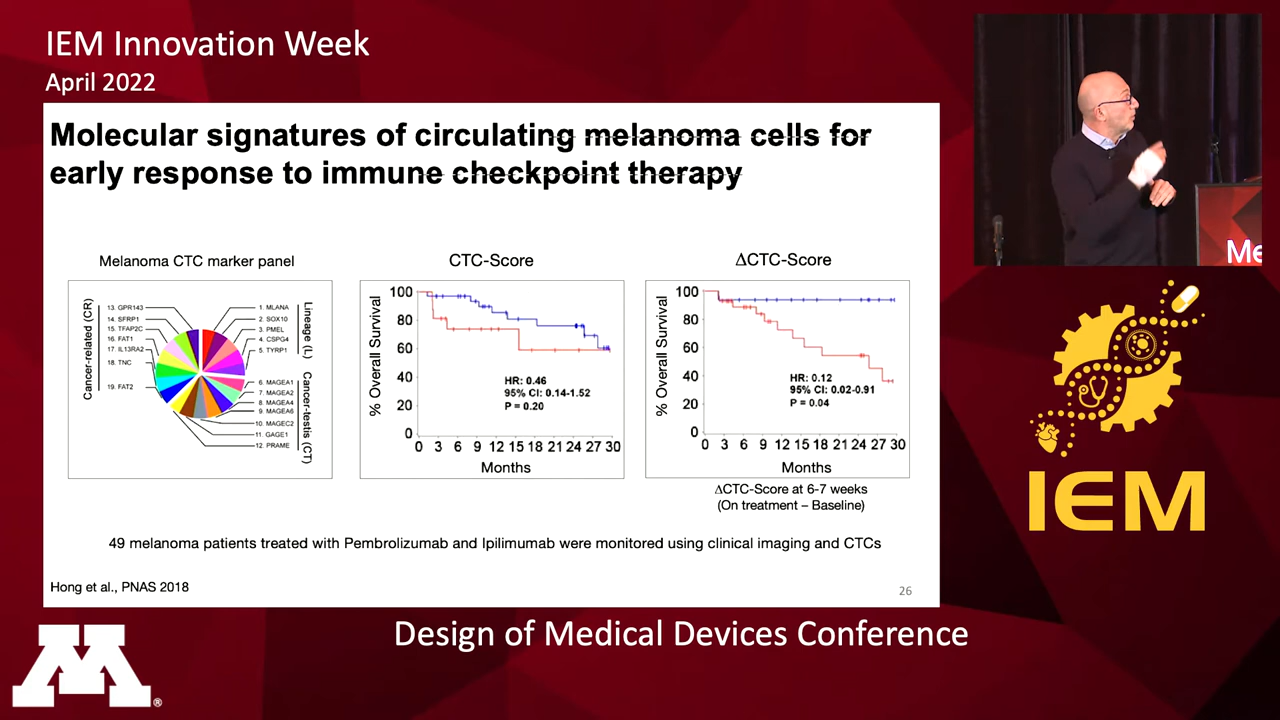 IEM Innovation Week
April 2022
Molecular signatures of circulating melanoma cells for
early response to immune checkpoint therapy
Melanoma CTC marker panel
Cancer-related (CR)
13. GPR143
14. SFRP1
15. TFAP2C
16. FAT1
17. IL13RA2
18. TNC
19. FAT2
1. MLANA
2. SOX10
3. PMEL
4. CSPG4
5. TYRP1
Lineage (L)
6. MAGEA1
7. MAGEA2
8. MAGEA4
9. MAGEA6
10. MAGEC2
11. GAGE1
12. PRAME
Cancer-testis (CT)
CTC-Score
% Overall Survival
100
80
60
40
20
0
HR: 0.46
95% CI: 0.14-1.52
P = 0.20
0 3 6 9 12 15 18 21 24 27 30
Months
ΔCTC-Score
% Overall Survival
100
80
60
40
20
0
HR: 0.12
95% CI: 0.02-0.91
P = 0.04
0 3 6 9 12 15 18 21 24 27 30
Months
ΔCTC-Score at 6-7 weeks
(On treatment – Baseline)
49 melanoma patients treated with Pembrolizumab and Ipilimumab were monitored using clinical imaging and CTCs
Hong et al., PNAS 2018
26
Me
IEM
M
®
Design of Medical Devices Conference